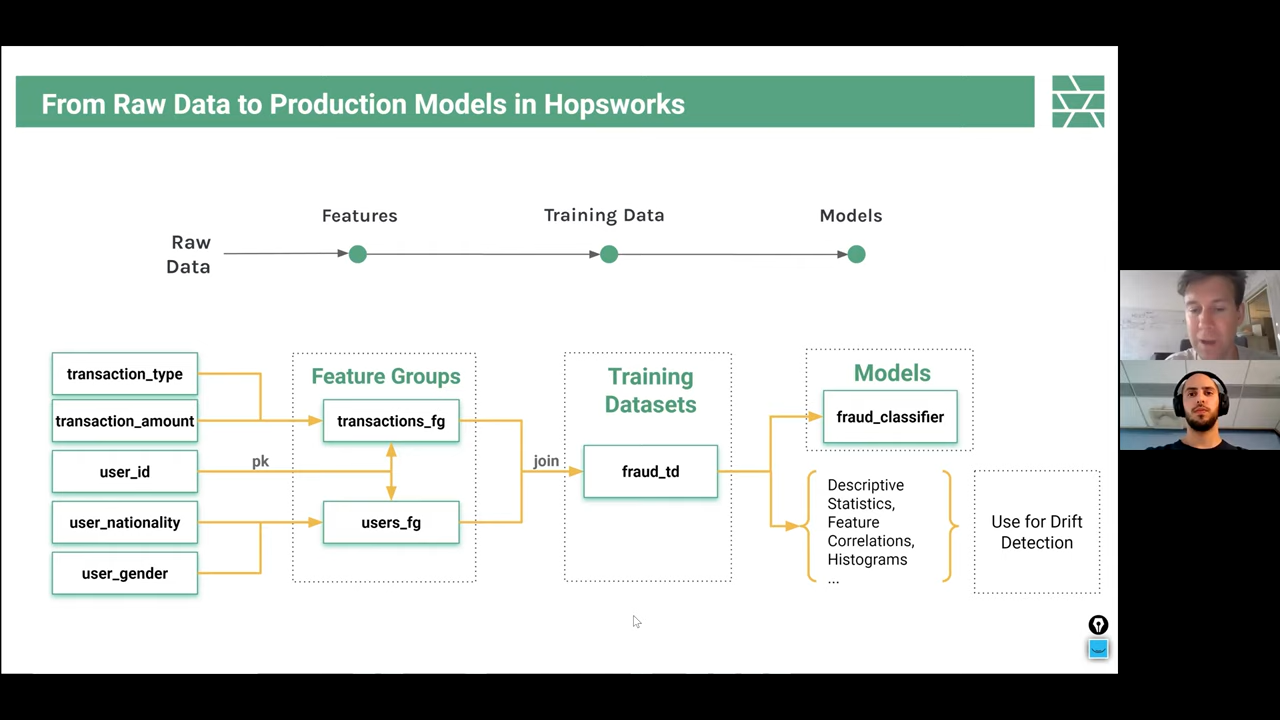 From Raw Data to Production Models in Hopsworks
Features
Training Data
Models
Raw
Data
transaction_type
transaction_amount
user_id
user_nationality
user_gender
pk
Feature Groups
transactions_fg
users_fg
join
Training
Datasets
fraud_td
Models
fraud_classifier
Descriptive
Statistics,
Feature
Correlations,
Histograms
...
Use for Drift
Detection